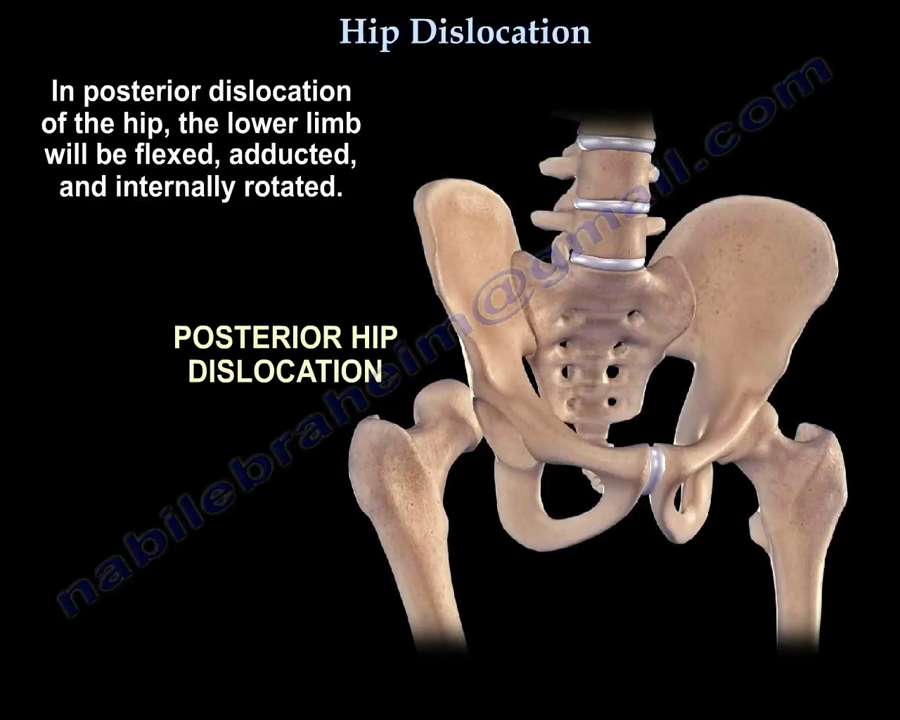 Hip Dislocation
In posterior dislocation
of the hip, the lower limb
will be flexed, adducted,
and internally rotated.
POSTERIOR HIP
DISLOCATION
nabilebraheim@gmail.com